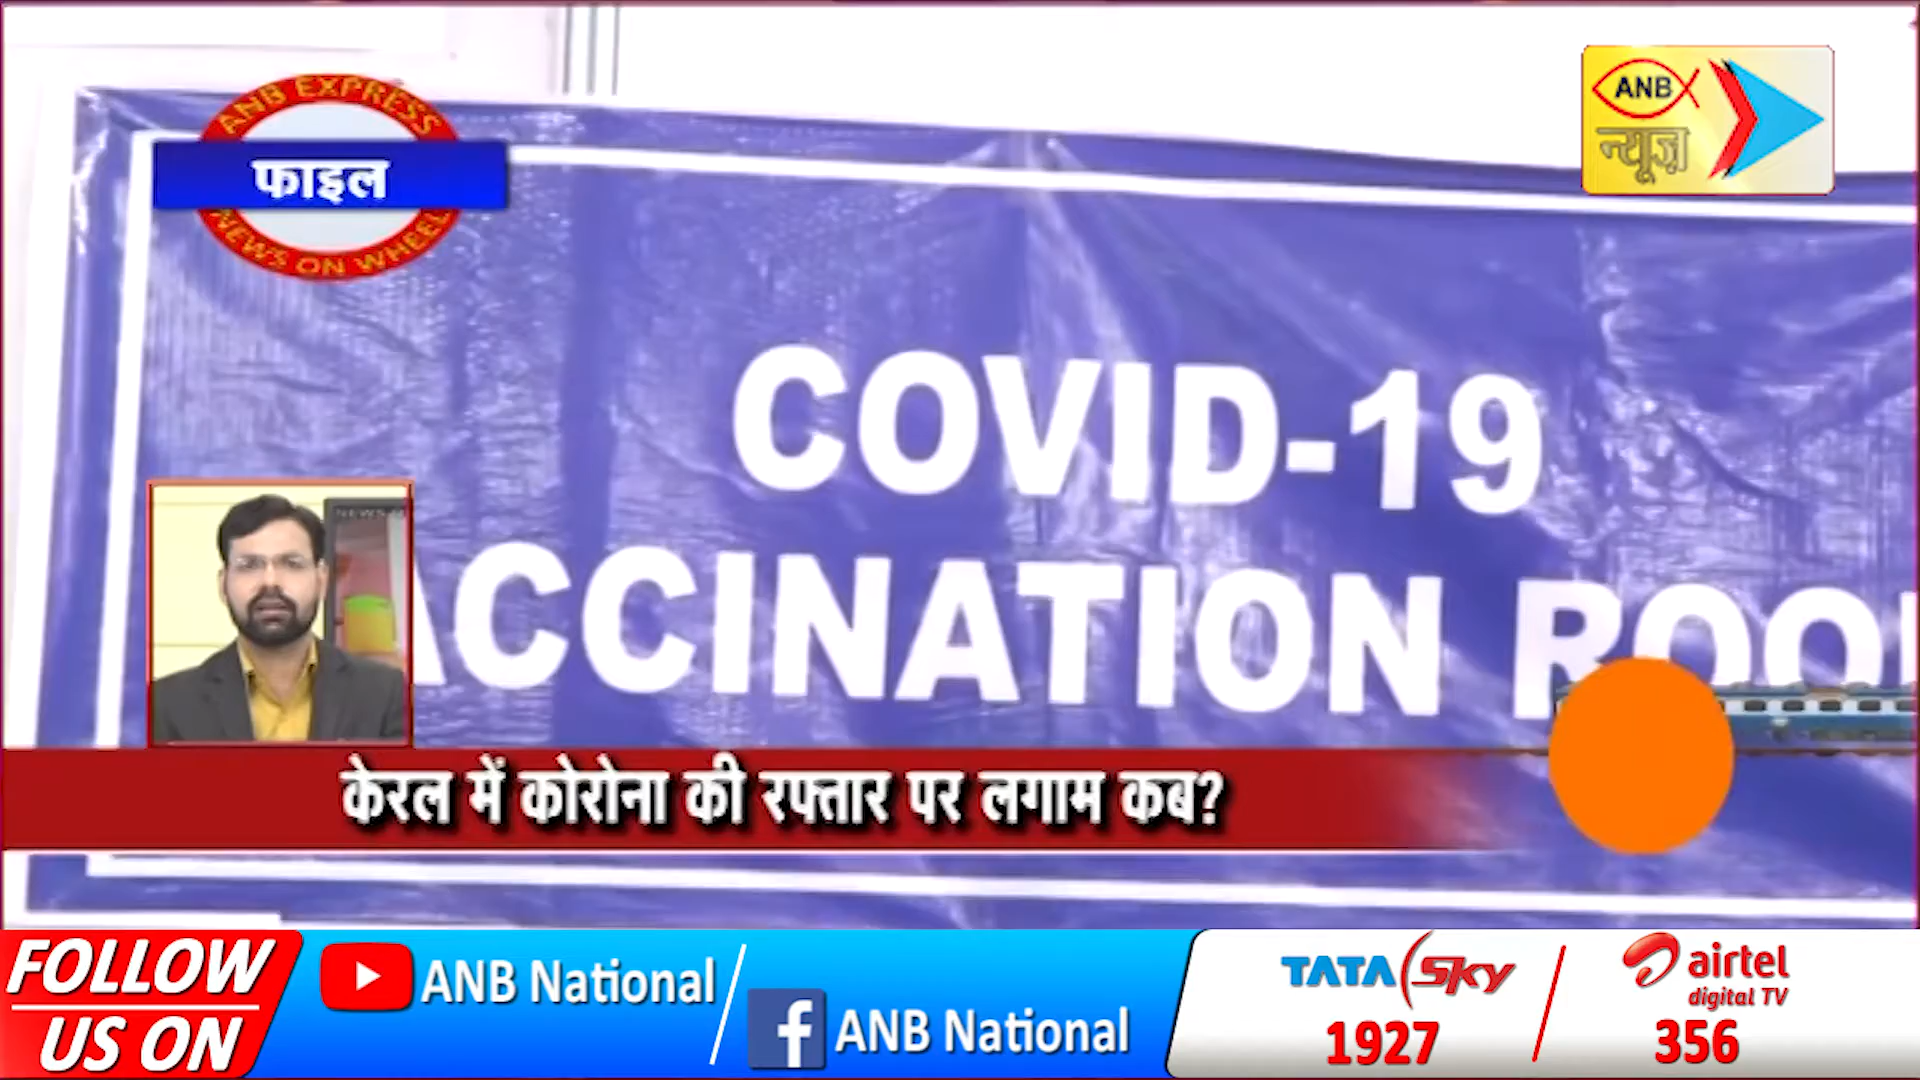 ANB EXPRESS
फाइल
NEWS ON WHEEL
ANB
न्यूज़
COVID-19
ACCINATION ROO
NEWS
केरल में कोरोना की रफ्तार पर लगाम कब?
FOLLOW
US ON
ANB National
ANB National
TATA Sky
1927
airtel
digital TV
356